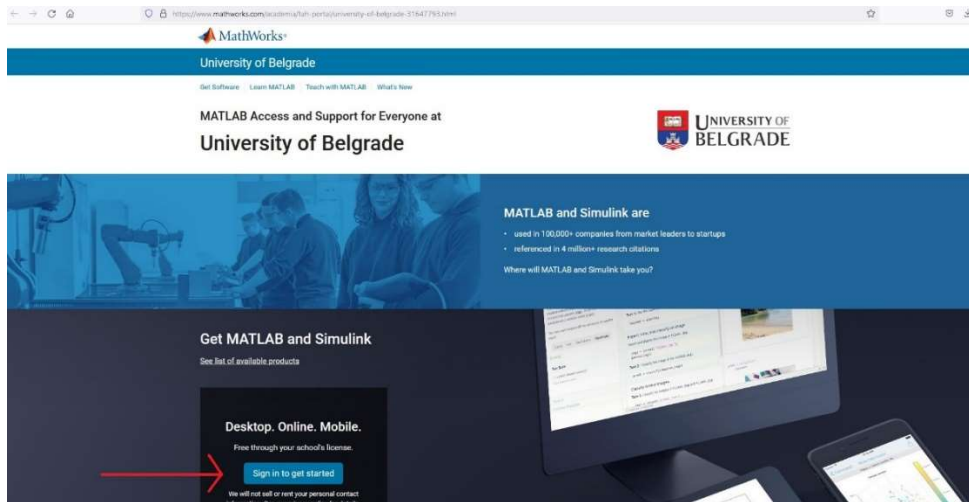 https://www.mathworks.com/academia/tah-portal/university-of-belgrade-31647793.html
MathWorks®
University of Belgrade
Get Software Learn MATLAB Teach with MATLAB What's New
MATLAB Access and Support for Everyone at
University of Belgrade
UNIVERSITY OF
BELGRADE
MATLAB and Simulink are
• used in 100,000+ companies from market leaders to startups
• referenced in 4 million+ research citations
Where will MATLAB and Simulink take you?
Get MATLAB and Simulink
See list of available products
Desktop. Online. Mobile.
Free through your school's license.
Sign in to get started
We will not sell or rent your personal contact